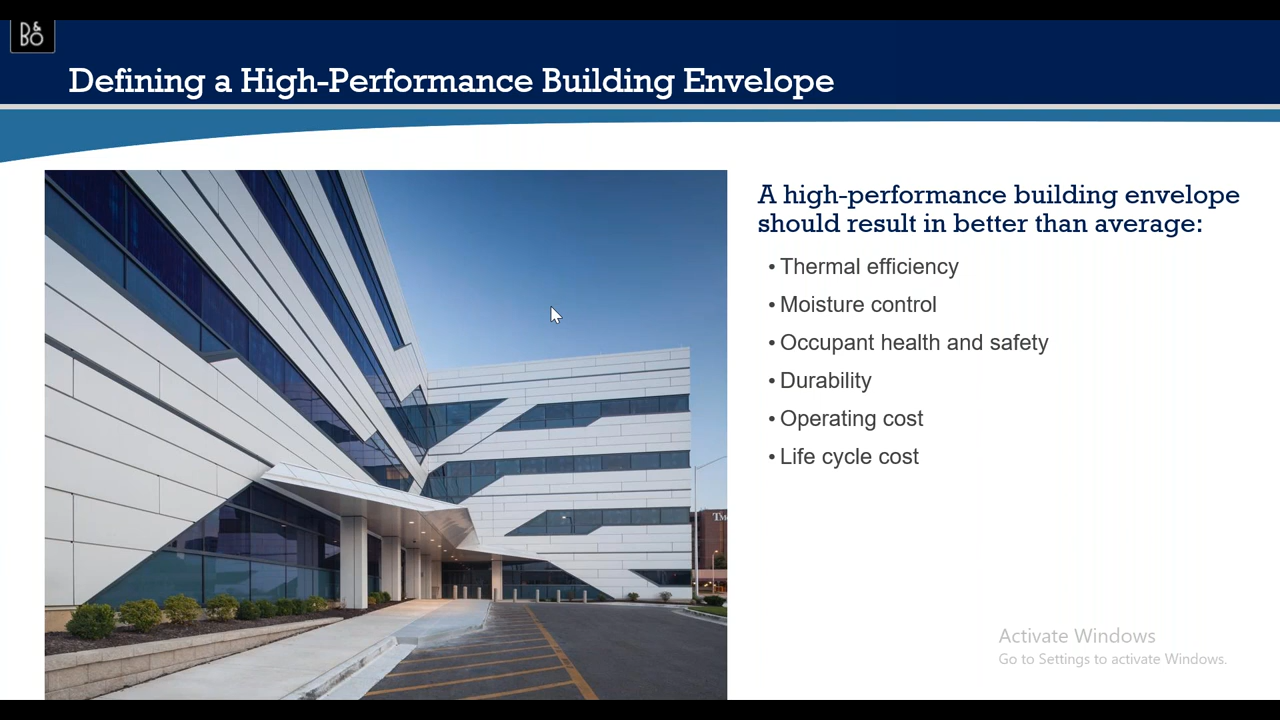 B&O
Defining a High-Performance Building Envelope
A high-performance building envelope
should result in better than average:
• Thermal efficiency
• Moisture control
• Occupant health and safety
• Durability
• Operating cost
• Life cycle cost
Activate Windows
Go to Settings to activate Windows.